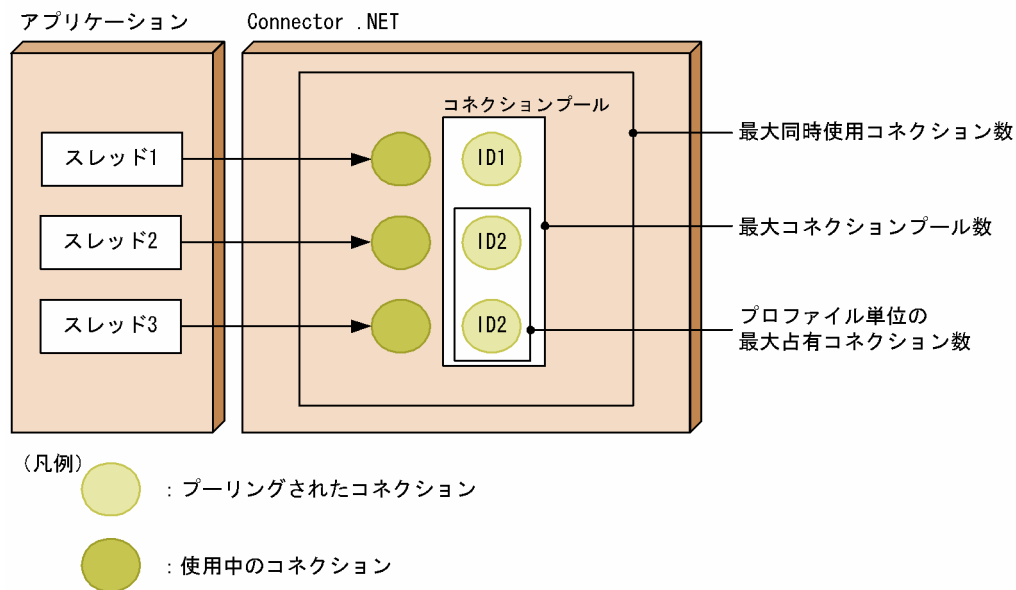 アプリケーション
Connector .NET
コネクションプール
スレッド1
ID1
最大同時使用コネクション数
スレッド2
ID2
最大コネクションプール数
スレッド3
ID2
プロファイル単位の
最大占有コネクション数
(凡例)
：プーリングされたコネクション
：使用中のコネクション